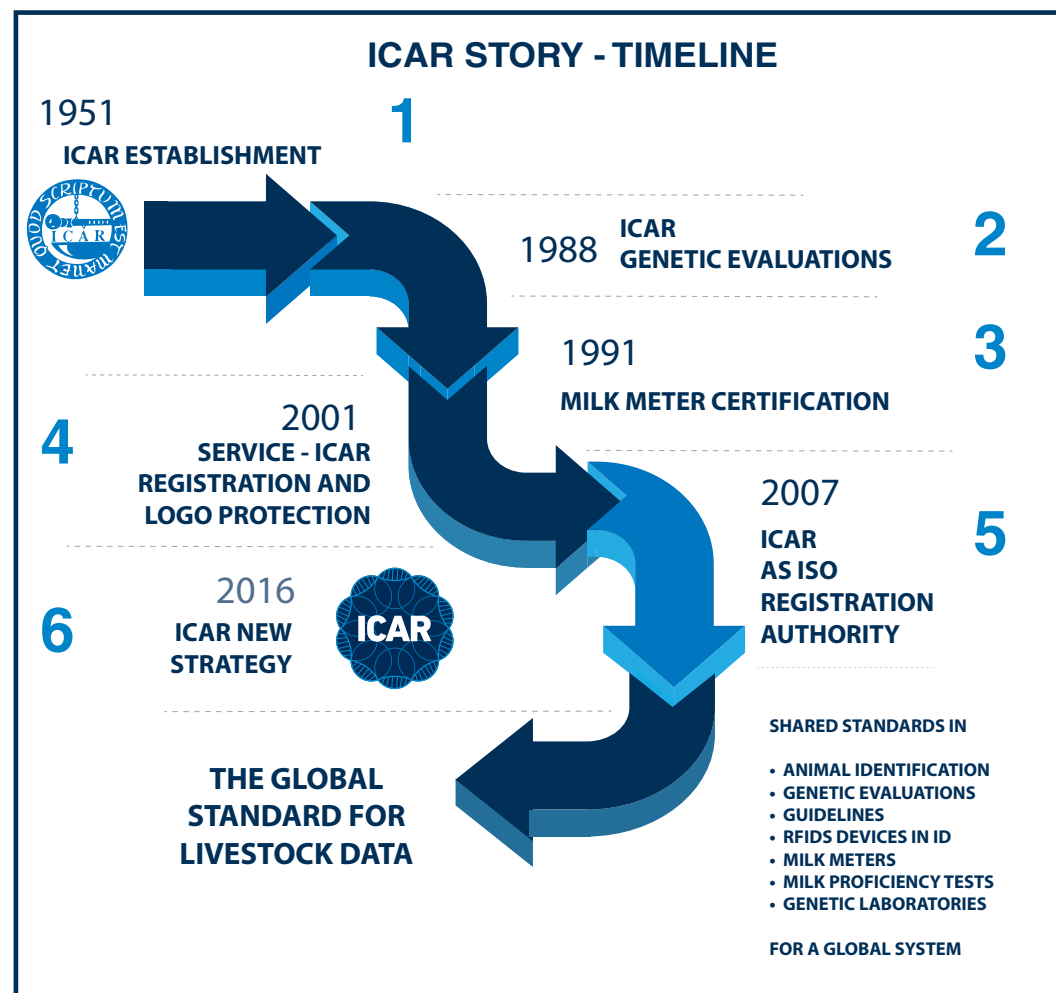 ICAR STORY - TIMELINE
1951
1
ICAR ESTABLISHMENT
QUOD SCRIPTUM EST MANET
ICAR
1988
ICAR
GENETIC EVALUATIONS
2
1991
MILK METER CERTIFICATION
3
4
2001
SERVICE - ICAR
REGISTRATION AND
LOGO PROTECTION
2007
ICAR
AS ISO
REGISTRATION
AUTHORITY
5
6
2016
ICAR NEW
STRATEGY
ICAR
THE GLOBAL
STANDARD FOR
LIVESTOCK DATA
SHARED STANDARDS IN
• ANIMAL IDENTIFICATION
• GENETIC EVALUATIONS
• GUIDELINES
• RFIDS DEVICES IN ID
• MILK METERS
• MILK PROFICIENCY TESTS
• GENETIC LABORATORIES
FOR A GLOBAL SYSTEM